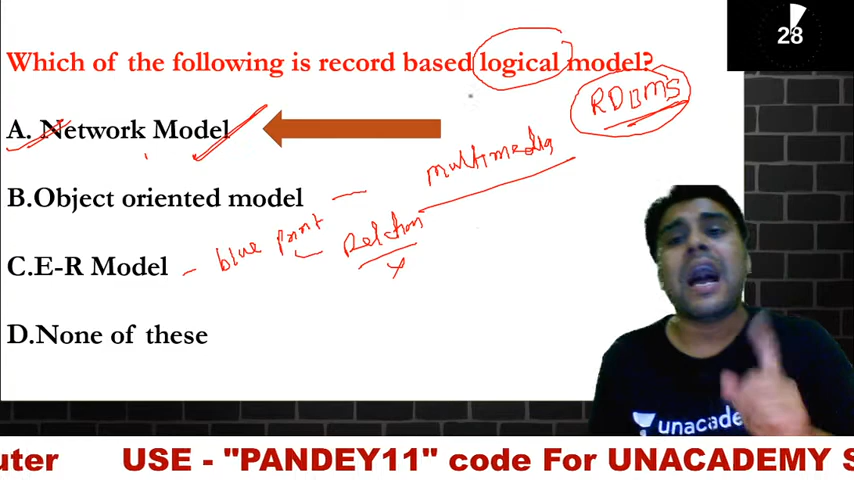 28
Which of the following is record based logical model?
RDBMS
A. Network Model
multimedia
B.Object oriented model
blue print
Relation
C.E-R Model
D.None of these
unacade
uter USE - "PANDEY11" code For UNACADEMY S